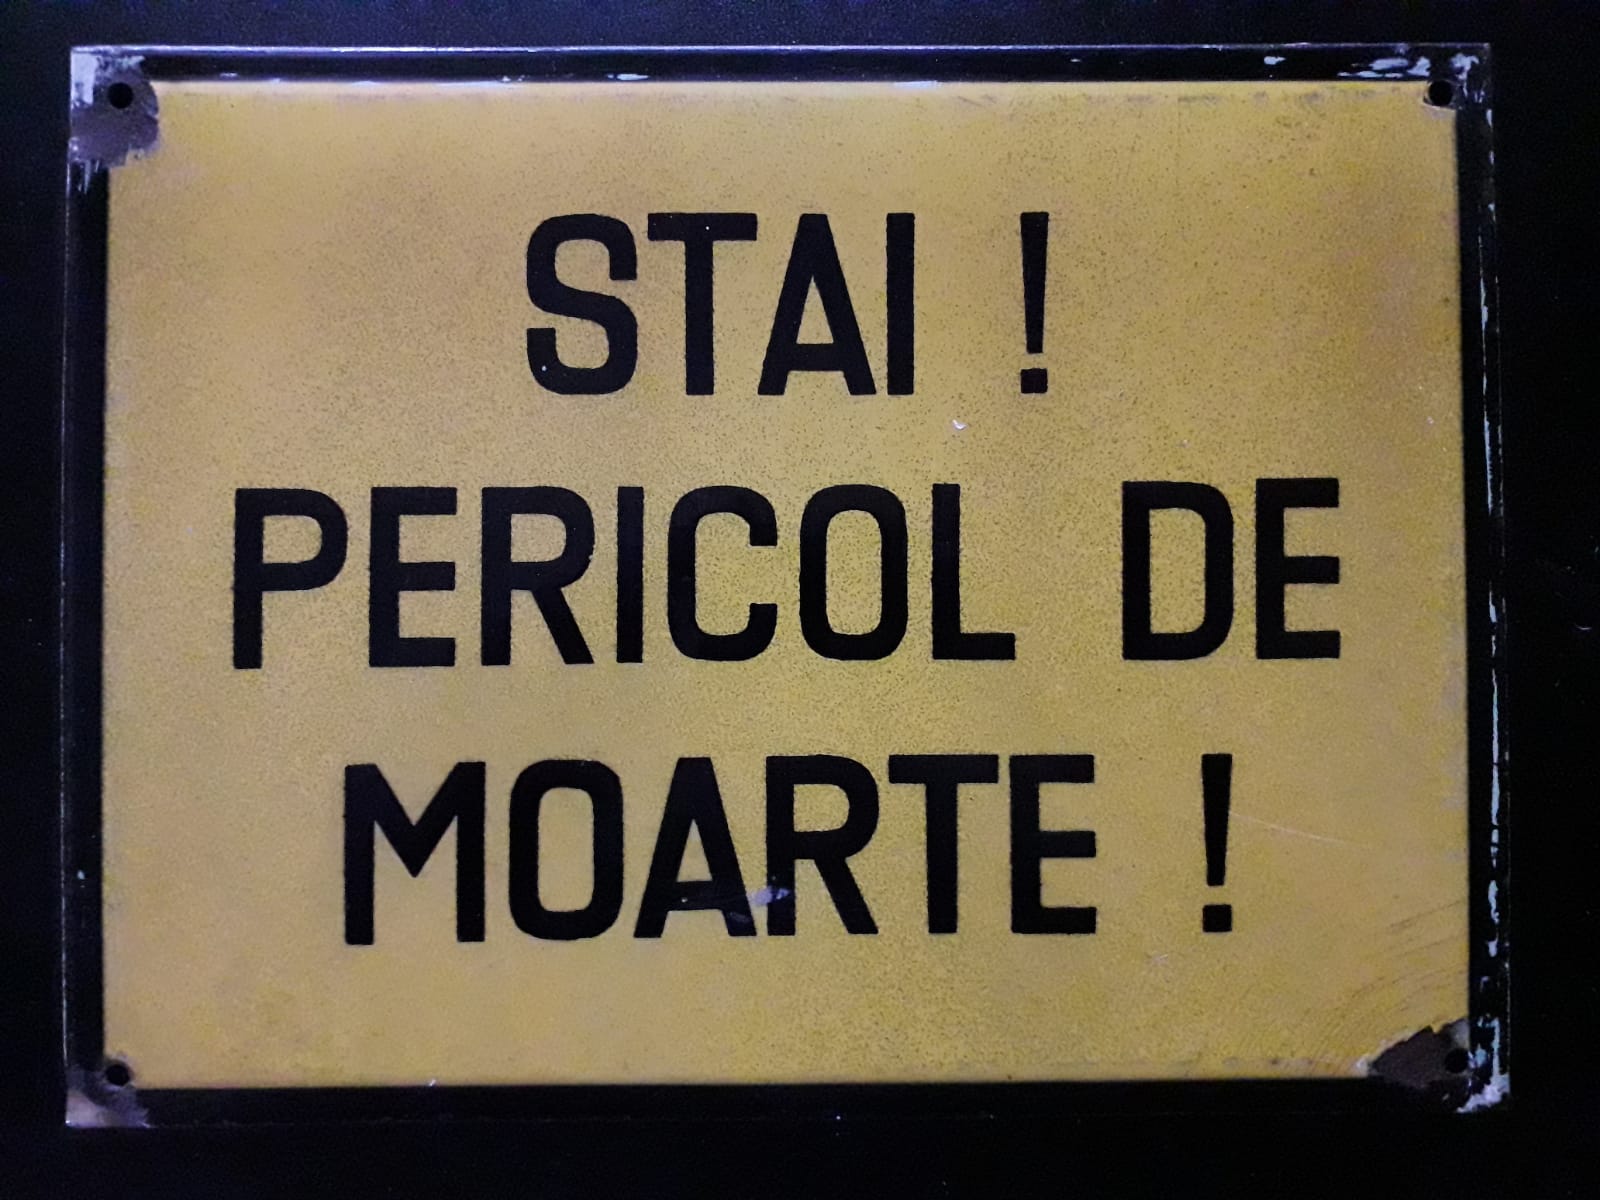 STAI !
PERICOL DE
MOARTE !